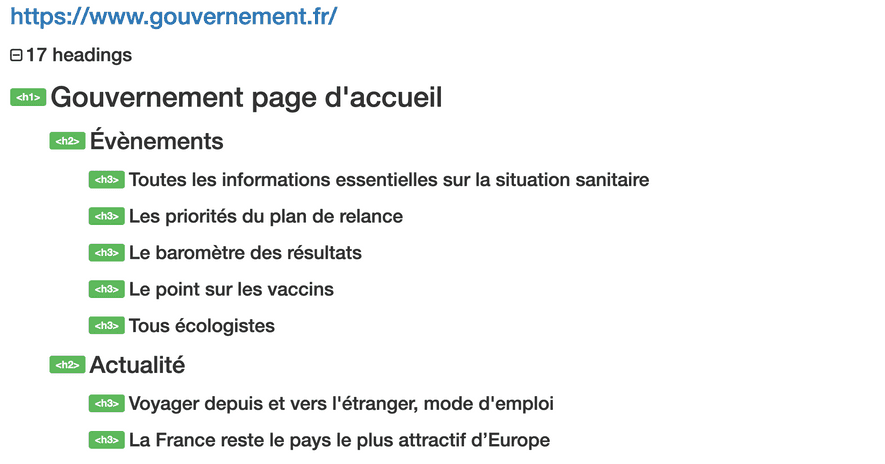 https://www.gouvernement.fr/
17 headings
<h1> Gouvernement page d'accueil
<h2> Évènements
<h3> Toutes les informations essentielles sur la situation sanitaire
<h3> Les priorités du plan de relance
<h3> Le baromètre des résultats
<h3> Le point sur les vaccins
<h3> Tous écologistes
<h2> Actualité
<h3> Voyager depuis et vers l'étranger, mode d'emploi
<h3> La France reste le pays le plus attractif d’Europe